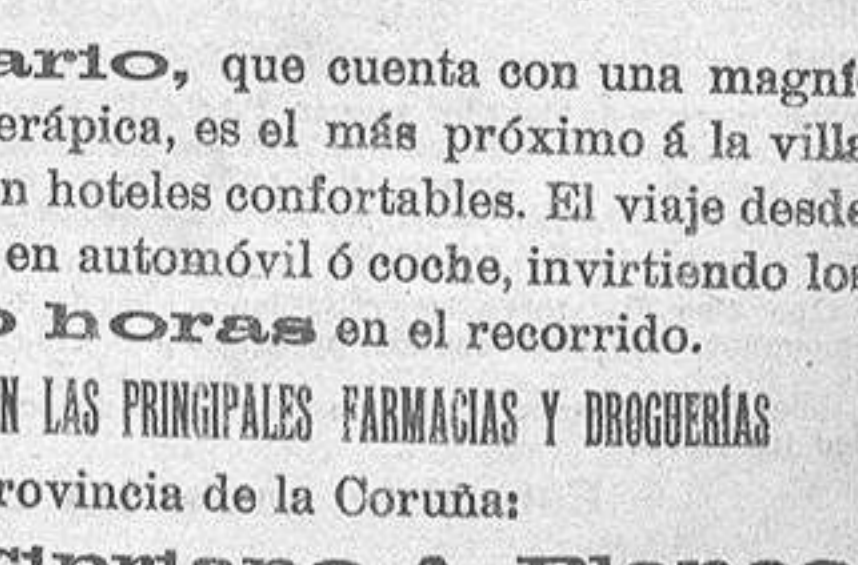 ario, que cuenta con una magní
erápica, es el más próximo á la villa
n hoteles confortables. El viaje desde
en automóvil ó coche, invirtiendo los
o horas en el recorrido.
N LAS PRINCIPALES FARMACIAS Y DROGUERÍAS
rovincia de la Coruña: